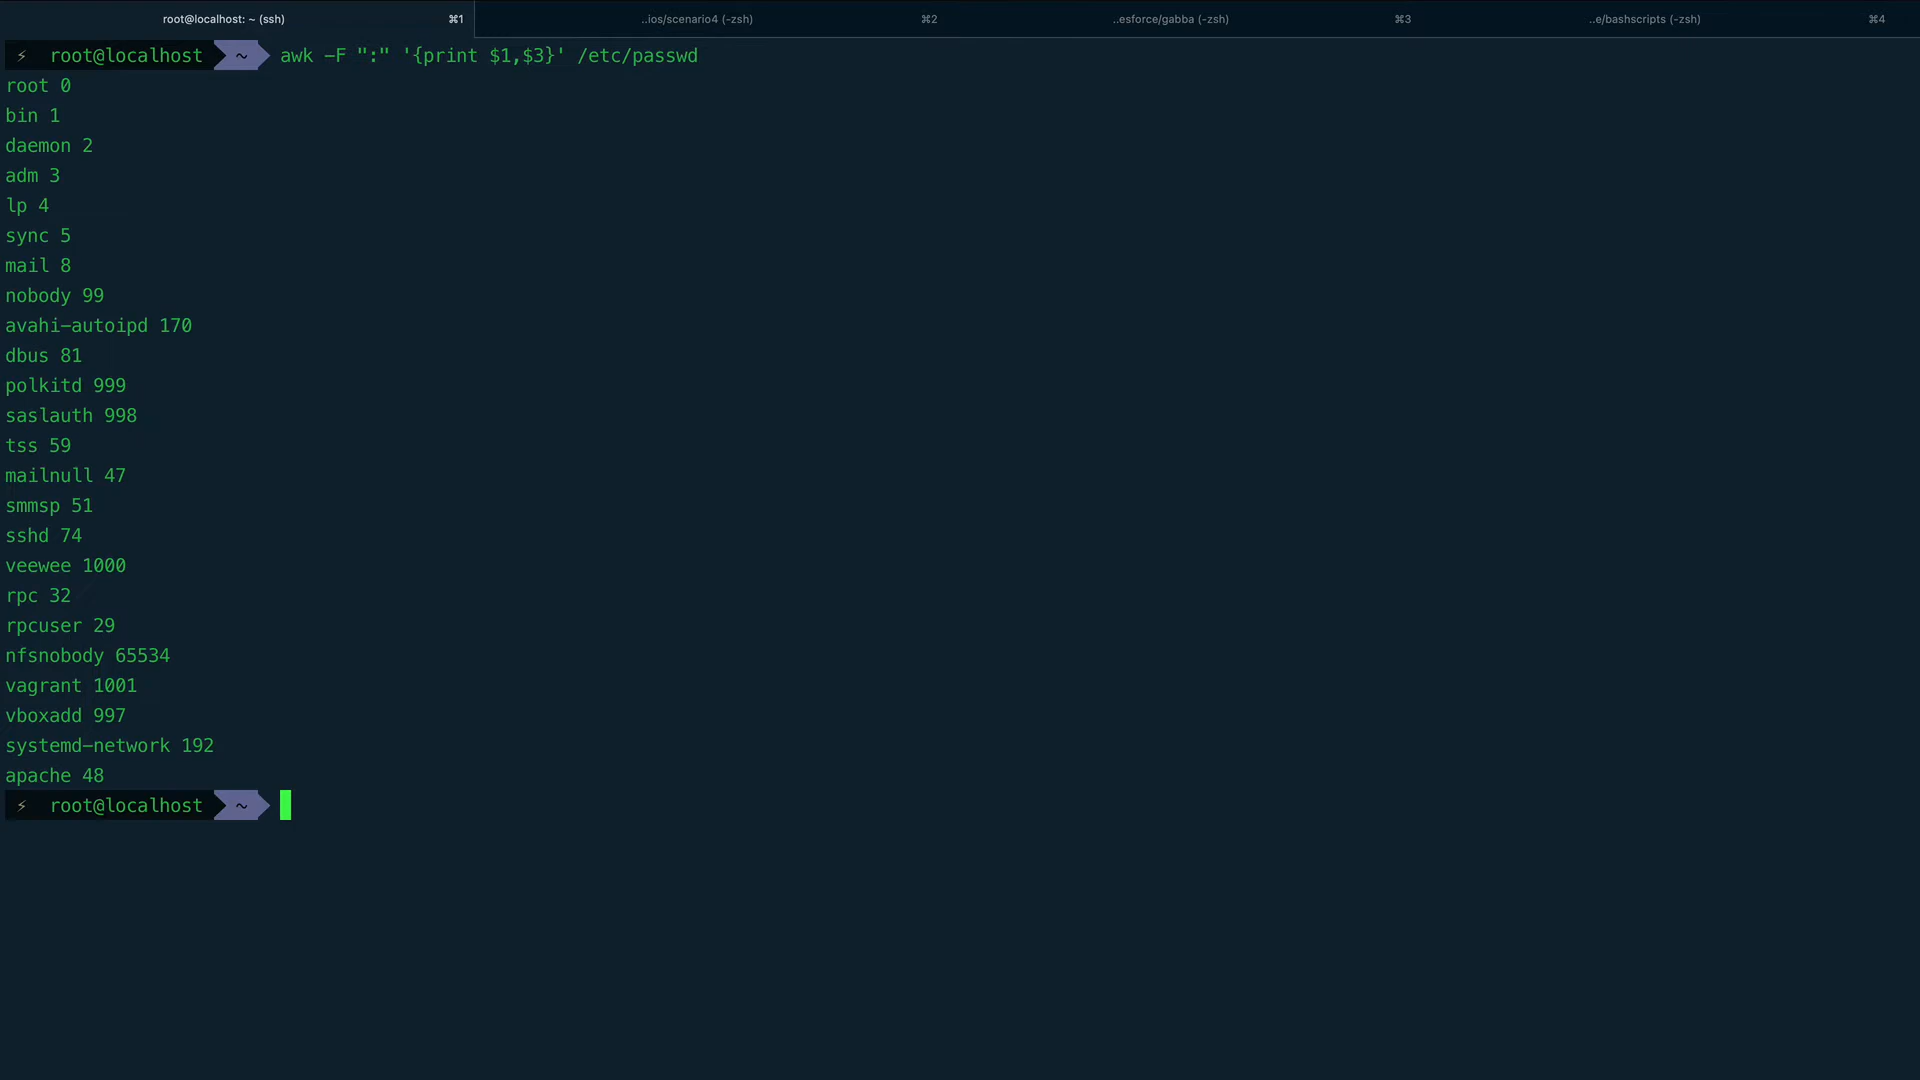 root@localhost: ~ (ssh) ⌘1 ..ios/scenario4 (-zsh) ⌘2 ..esforce/gabba (-zsh) ⌘3 ..e/bashscripts (-zsh) ⌘4
⚡ root@localhost ~ awk -F ":" '{print $1,$3}' /etc/passwd
root 0
bin 1
daemon 2
adm 3
lp 4
sync 5
mail 8
nobody 99
avahi-autoipd 170
dbus 81
polkitd 999
saslauth 998
tss 59
mailnull 47
smmsp 51
sshd 74
veewee 1000
rpc 32
rpcuser 29
nfsnobody 65534
vagrant 1001
vboxadd 997
systemd-network 192
apache 48
⚡ root@localhost ~